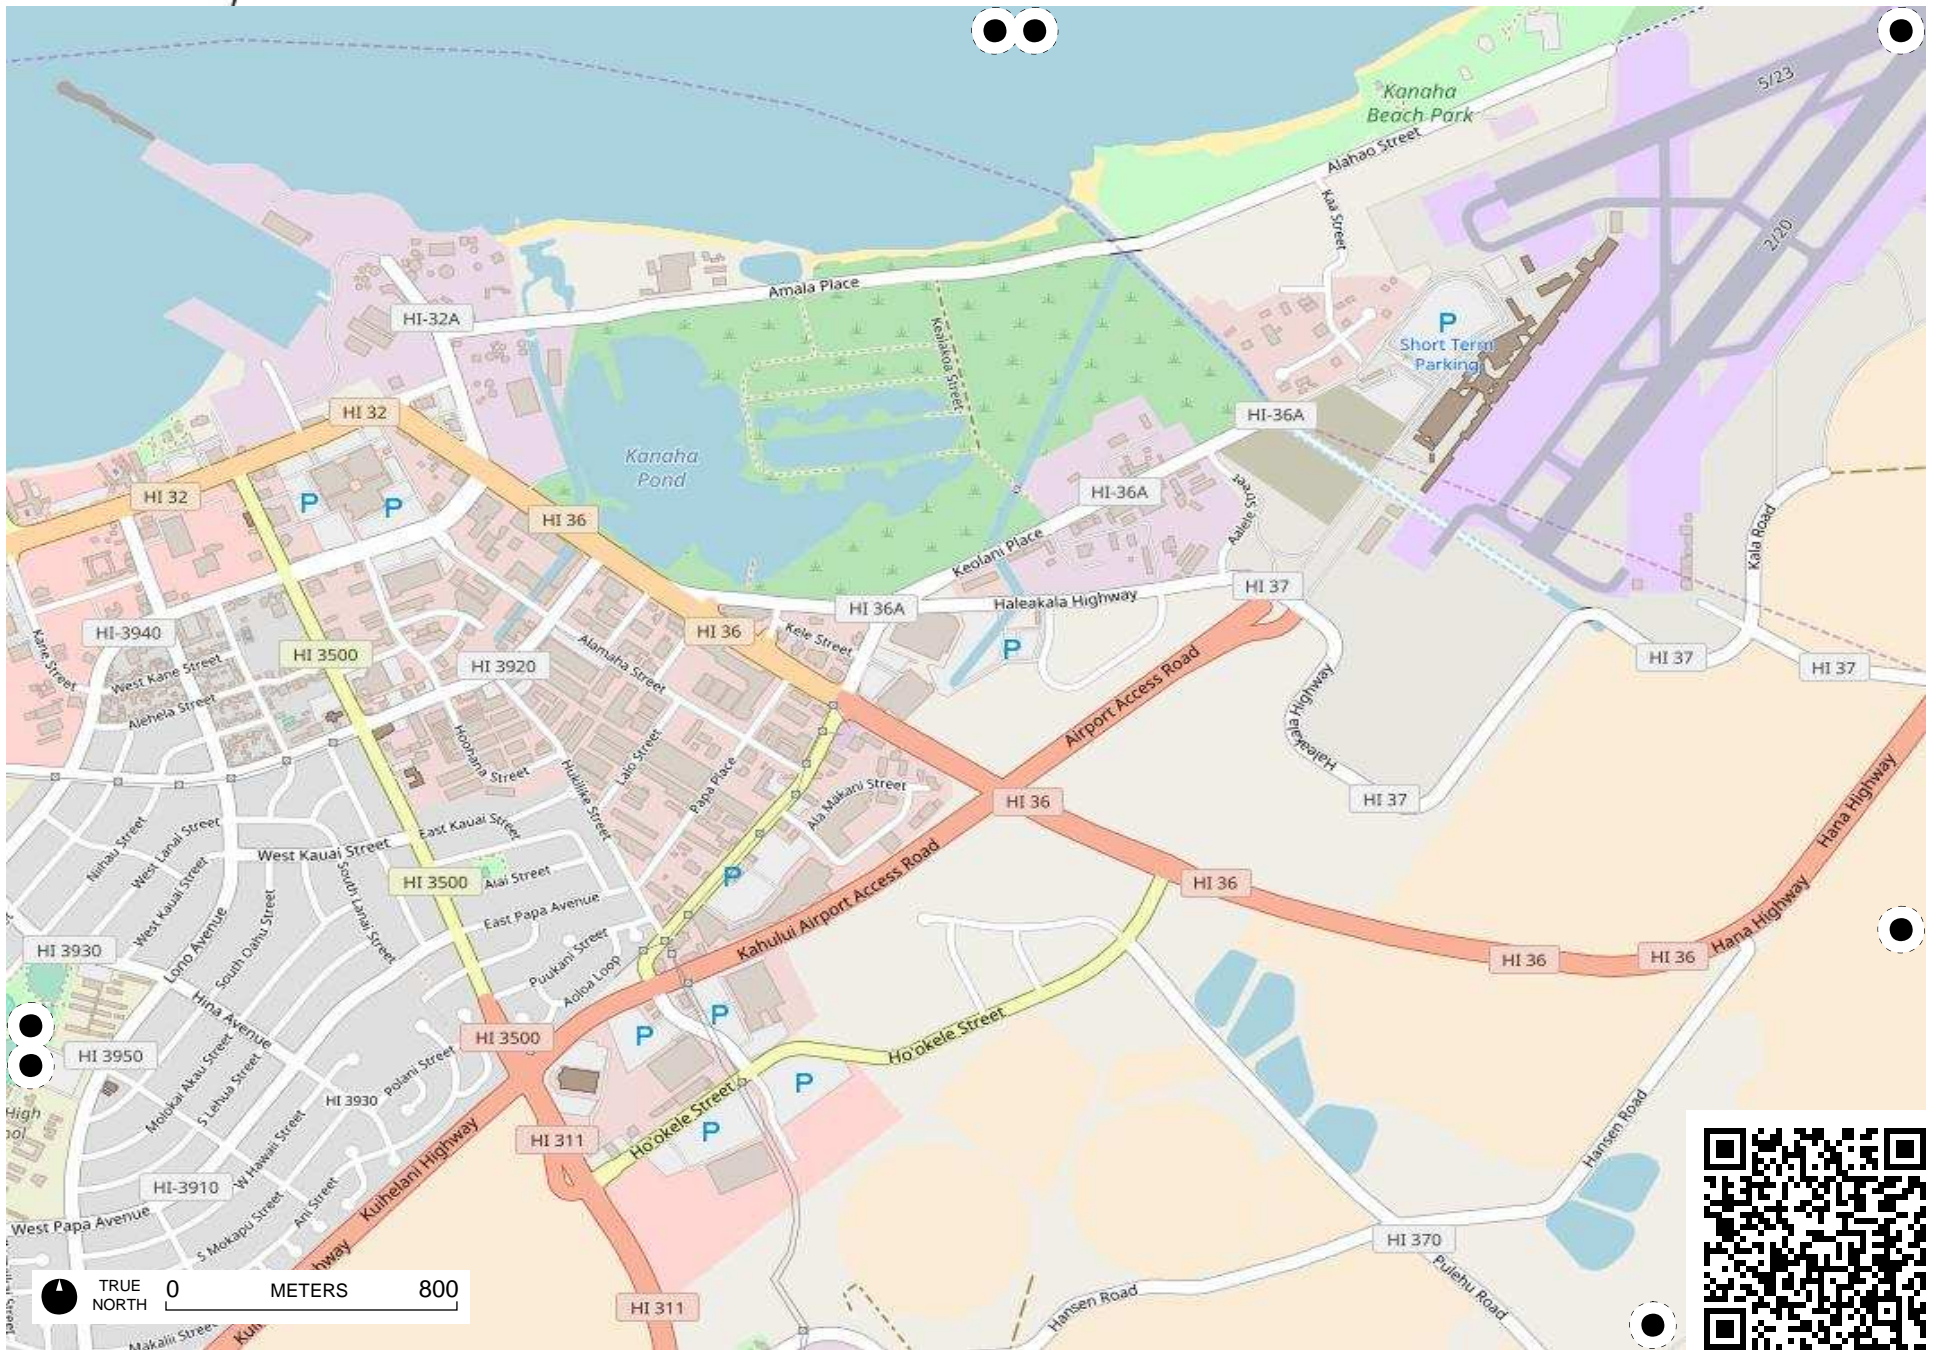 5/23
Kanaha
Beach Park
Alahao Street
Kaa Street
2/20
Amala Place
HI-32A
Kealakoa Street
P
Short Term
Parking
HI 32
HI-36A
Kanaha
Pond
HI 32
P
P
HI 36
HI-36A
Aalele Street
Keolani Place
Kala Road
HI 37
HI 36A
Haleakala Highway
HI-3940
HI 36
Kele Street
P
Kane Street
HI 3500
HI 3920
Alamaha Street
HI 37
HI 37
West Kane Street
Alehela Street
Airport Access Road
Haleakala Highway
Hoohana Street
Lalo Street
Papa Place
Hukilike Street
Ala Makani Street
HI 36
HI 37
Hana Highway
Niihau Street
West Lanai Street
East Kauai Street
West Kauai Street
West Kauai Street
South Lanai Street
HI 3500
Alai Street
P
HI 36
Kahului Airport Access Road
East Papa Avenue
Lono Avenue
South Oahu Street
Puukani Street
Aoloa Loop
HI 3930
HI 36
HI 36
Hana Highway
Hina Avenue
P
P
HI 3500
Ho'okele Street
HI 3950
Molokai Akau Street
S Lehua Street
Polani Street
HI 3930
P
Ho'okele Street
P
High
ool
HI 311
Kuihelani Highway
W Hawaii Street
Hansen Road
HI-3910
Ani Street
S Mokapu Street
West Papa Avenue
HI 370
Pulehu Road
hway
TRUE
NORTH
0 METERS 800
HI 311
Hansen Road
Makalii Street
Kui